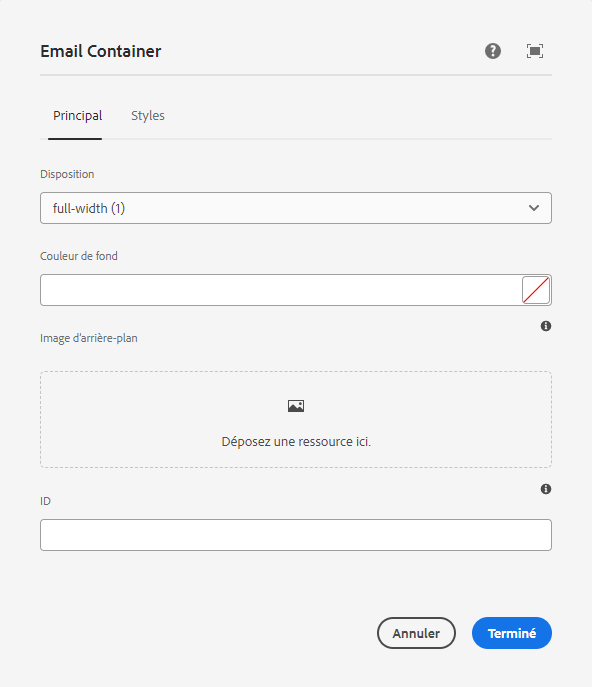 Email Container
Principal Styles
Disposition
full-width (1)
Couleur de fond
Image d’arrière-plan
Déposez une ressource ici.
ID
Annuler Terminé